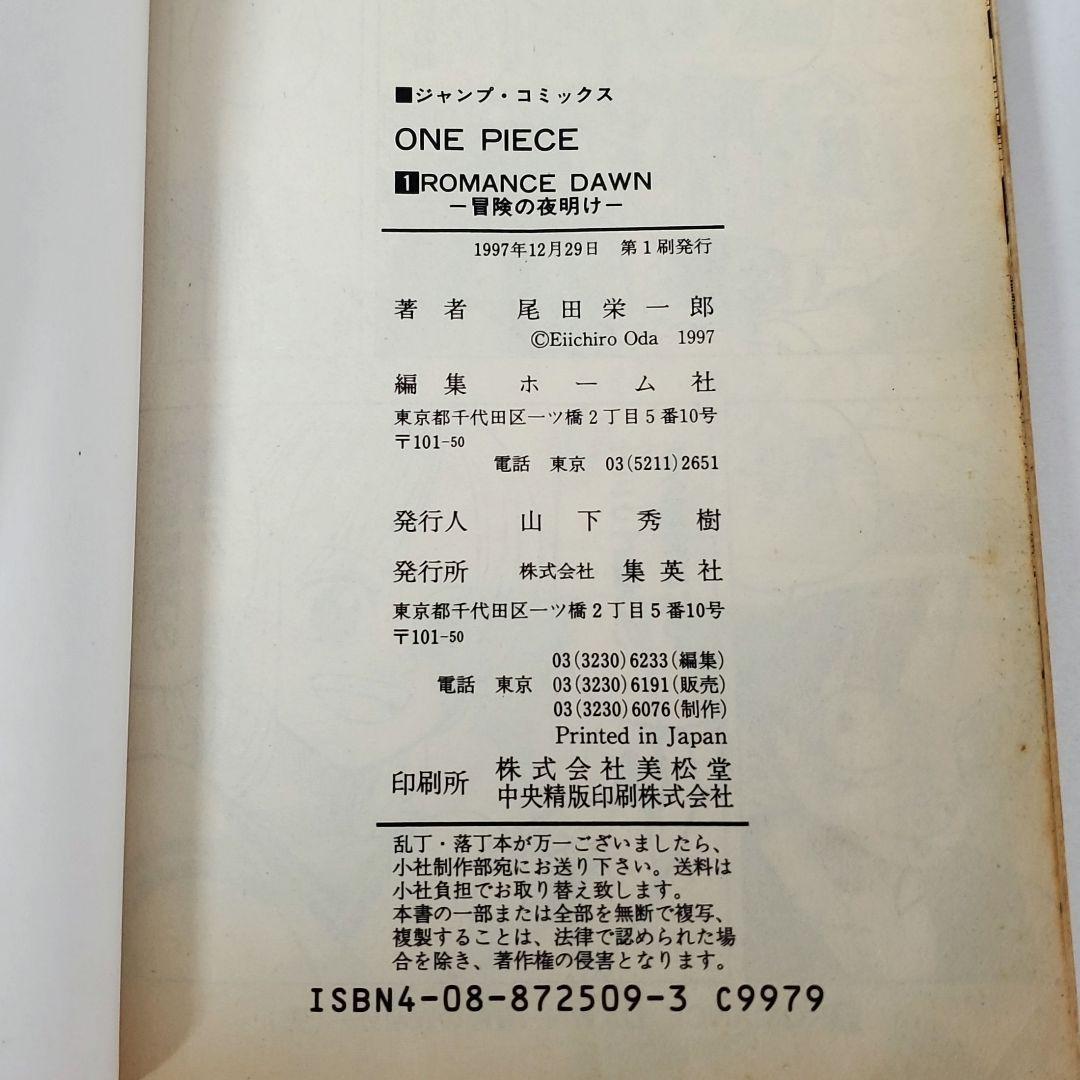 ■ジャンプ・コミックス
ONE PIECE
1 ROMANCE DAWN
―冒険の夜明け―
1997年12月29日 第1刷発行
著者 尾田栄一郎
©Eiichiro Oda 1997
編集 ホーム社
東京都千代田区一ツ橋2丁目5番10号
〒101-50
電話 東京 03(5211)2651
発行人 山下秀樹
発行所 株式会社 集英社
東京都千代田区一ツ橋2丁目5番10号
〒101-50
03(3230)6233(編集)
電話 東京 03(3230)6191(販売)
03(3230)6076(制作)
Printed in Japan
印刷所 株式会社美松堂
中央精版印刷株式会社
乱丁・落丁本が万一ございましたら、
小社制作部宛にお送り下さい。送料は
小社負担でお取り替え致します。
本書の一部または全部を無断で複写、
複製することは、法律で認められた場
合を除き、著作権の侵害となります。
ISBN4-08-872509-3 C9979